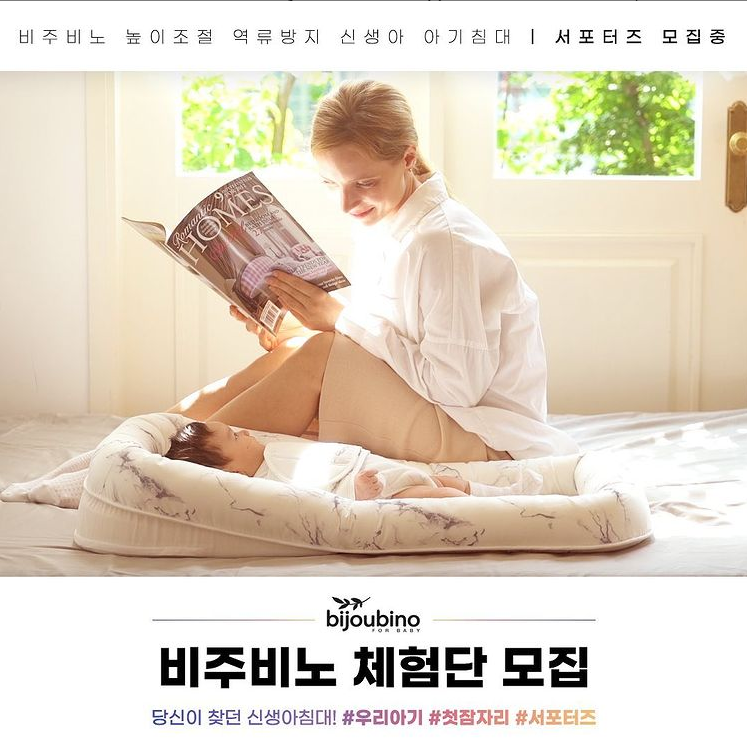 비주비노 높이조절 역류방지 신생아 아기침대 | 서포터즈 모집중
Romantic
HOMES
bijoubino
FOR BABY
비주비노 체험단 모집
당신이 찾던 신생아침대! #우리아기 #첫잠자리 #서포터즈